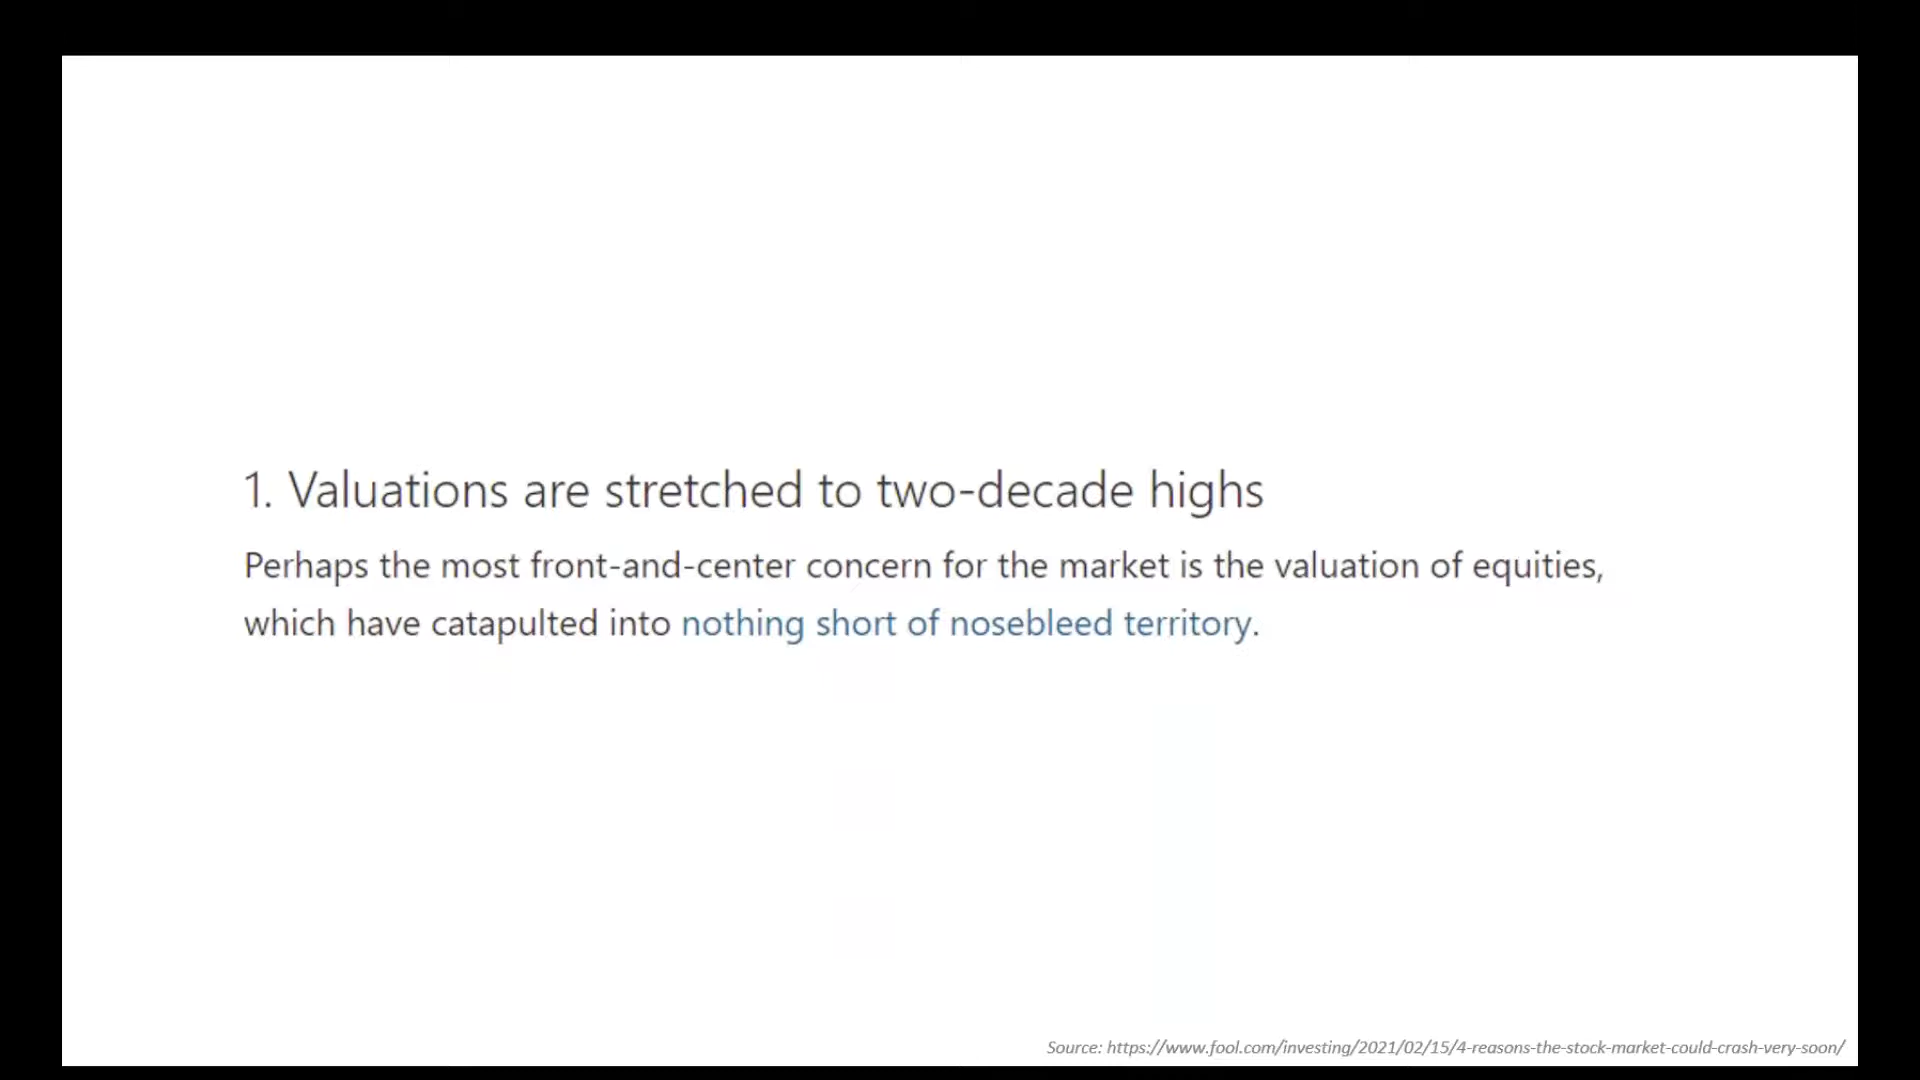 1. Valuations are stretched to two-decade highs
Perhaps the most front-and-center concern for the market is the valuation of equities,
which have catapulted into nothing short of nosebleed territory.
Source: https://www.fool.com/investing/2021/02/15/4-reasons-the-stock-market-could-crash-very-soon/